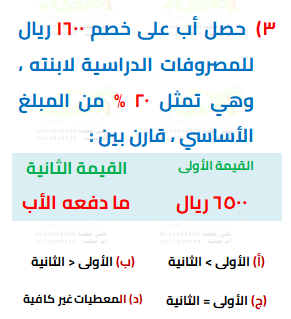 ٣) حصل أب على خصم ١٦٠٠ ريال
للمصروفات الدراسية لابنته ،
وهي تمثل ٢٠ % من المبلغ
الأساسي ، قارن بين :
القيمة الأولى القيمة الثانية
٦٥٠٠ ريال ما دفعه الأب
(أ) الأولى > الثانية (ب) الأولى < الثانية
(ج) الأولى = الثانية (د) المعطيات غير كافية